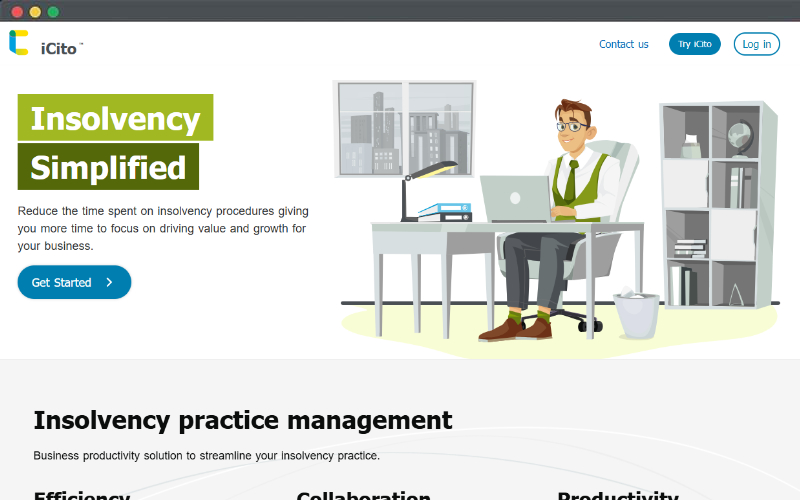 iCito™
Contact us
Try iCito
Log in
Insolvency
Simplified
Reduce the time spent on insolvency procedures giving
you more time to focus on driving value and growth for
your business.
Get Started
Insolvency practice management
Business productivity solution to streamline your insolvency practice.
Efficiency
Collaboration
Productivity